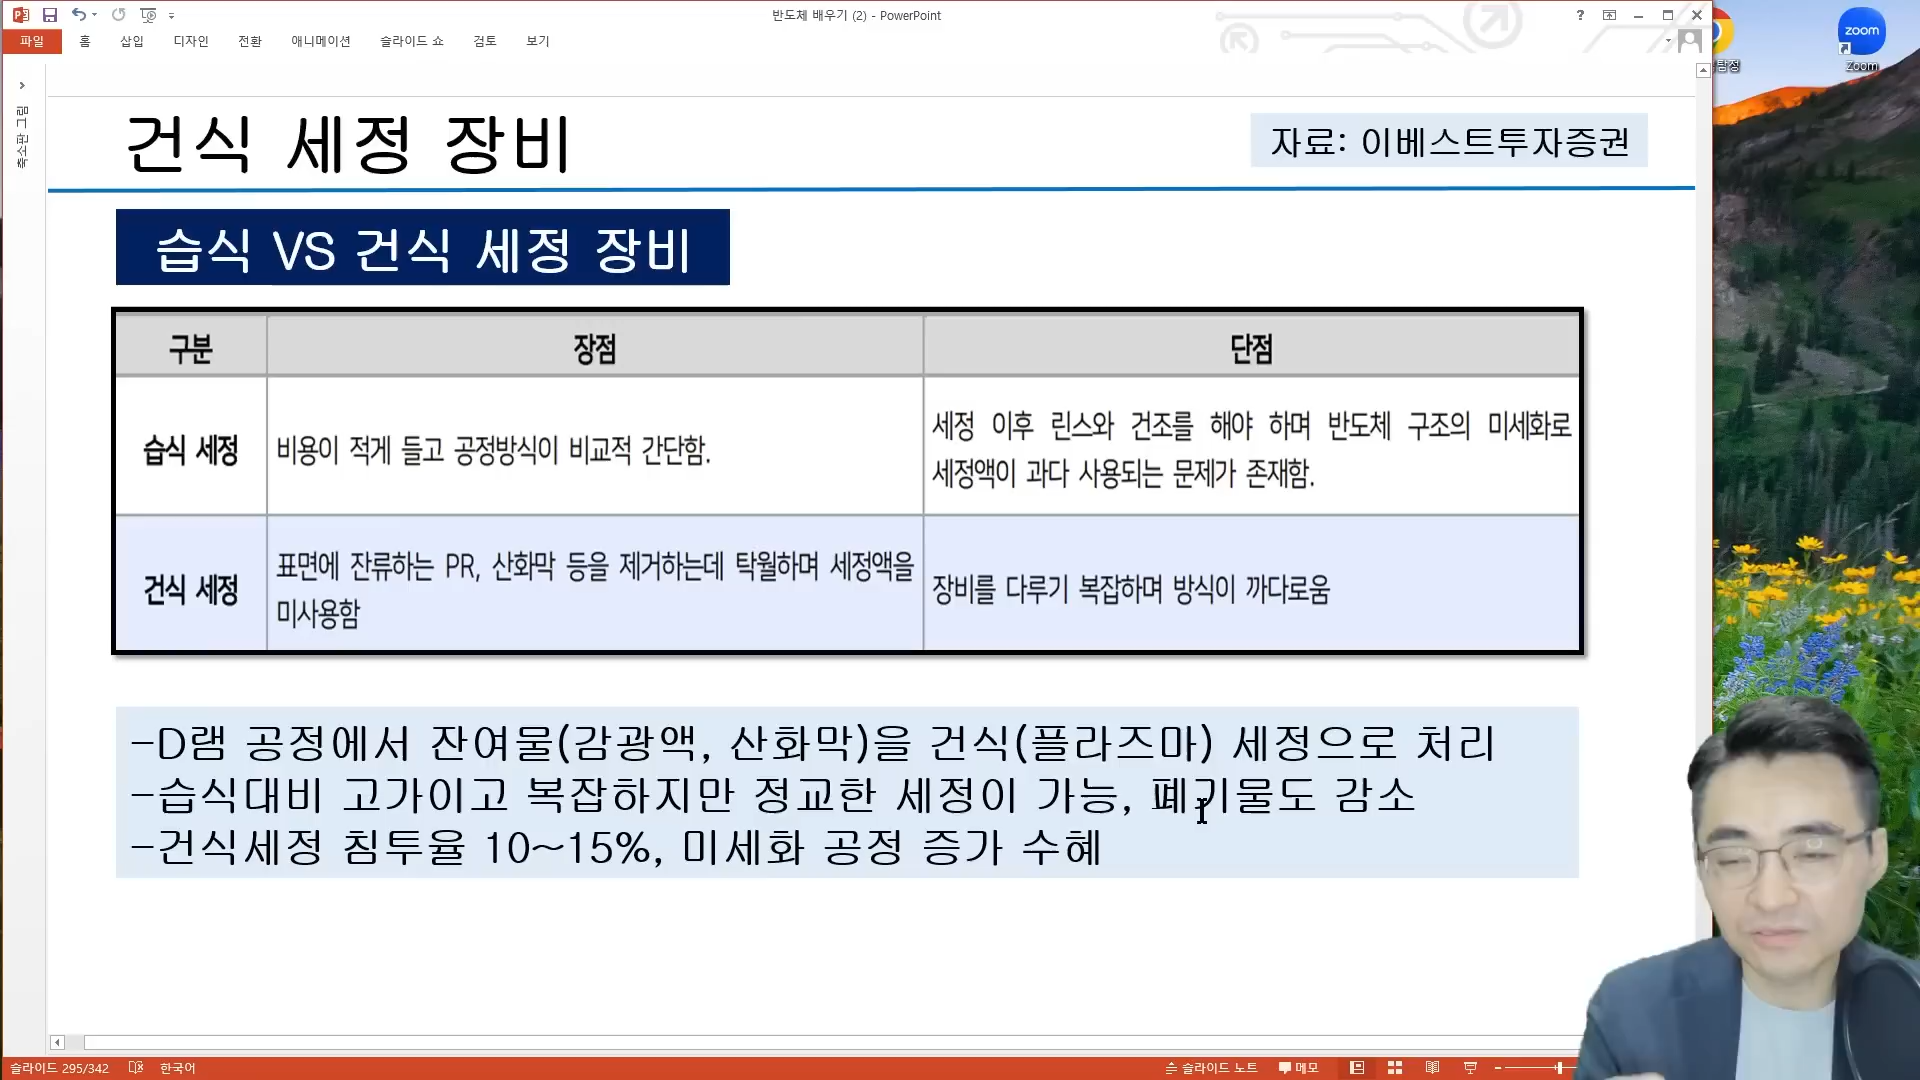 반도체 배우기 (2) - PowerPoint
파일 홈 삽입 디자인 전환 애니메이션 슬라이드 쇼 검토 보기
zoom
Zoom
축소판 그림
건식 세정 장비
자료: 이베스트투자증권
습식 VS 건식 세정 장비
구분 장점 단점
습식 세정
비용이 적게 들고 공정방식이 비교적 간단함.
세정 이후 린스와 건조를 해야 하며 반도체 구조의 미세화로
세정액이 과다 사용되는 문제가 존재함.
건식 세정
표면에 잔류하는 PR, 산화막 등을 제거하는데 탁월하며 세정액을
미사용함
장비를 다루기 복잡하며 방식이 까다로움
-D램 공정에서 잔여물(감광액, 산화막)을 건식(플라즈마) 세정으로 처리
-습식대비 고가이고 복잡하지만 정교한 세정이 가능, 폐기물도 감소
-건식세정 침투율 10~15%, 미세화 공정 증가 수혜
슬라이드 295/342 한국어 슬라이드 노트 메모